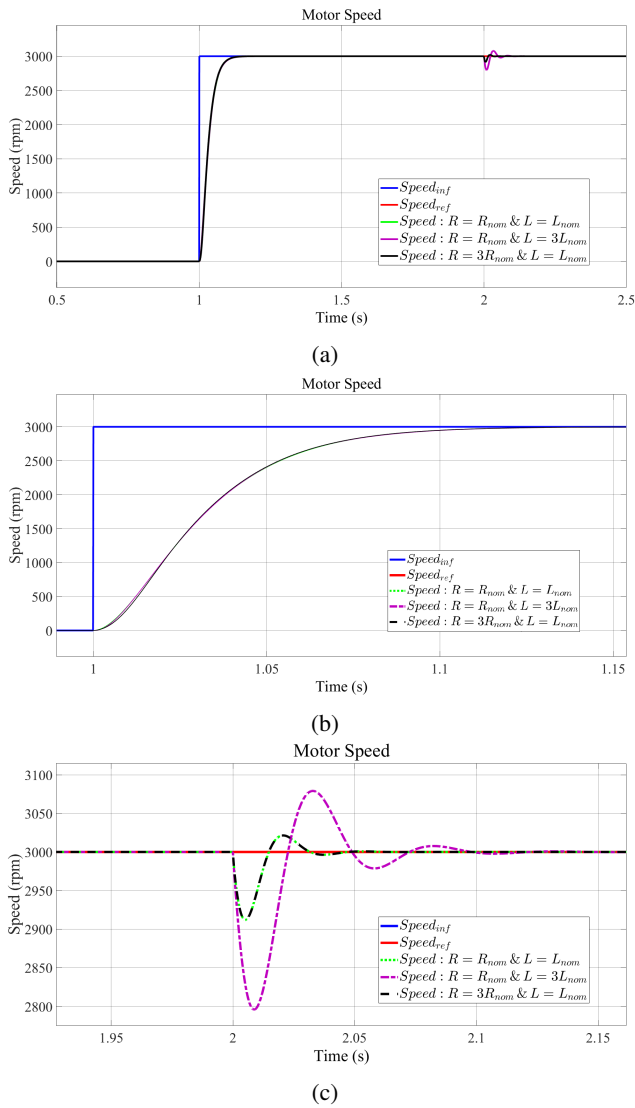 Motor Speed
Speed (rpm)
3000
2500
2000
1500
1000
500
0
Speed_inf
Speed_ref
Speed : R = R_nom & L = L_nom
Speed : R = R_nom & L = 3L_nom
Speed : R = 3R_nom & L = L_nom
0.5 1 1.5 2 2.5
Time (s)
(a)
Motor Speed
Speed (rpm)
3000
2500
2000
1500
1000
500
0
Speed_inf
Speed_ref
Speed : R = R_nom & L = L_nom
Speed : R = R_nom & L = 3L_nom
Speed : R = 3R_nom & L = L_nom
1 1.05 1.1 1.15
Time (s)
(b)
Motor Speed
Speed (rpm)
3100
3050
3000
2950
2900
2850
2800
Speed_inf
Speed_ref
Speed : R = R_nom & L = L_nom
Speed : R = R_nom & L = 3L_nom
Speed : R = 3R_nom & L = L_nom
1.95 2 2.05 2.1 2.15
Time (s)
(c)